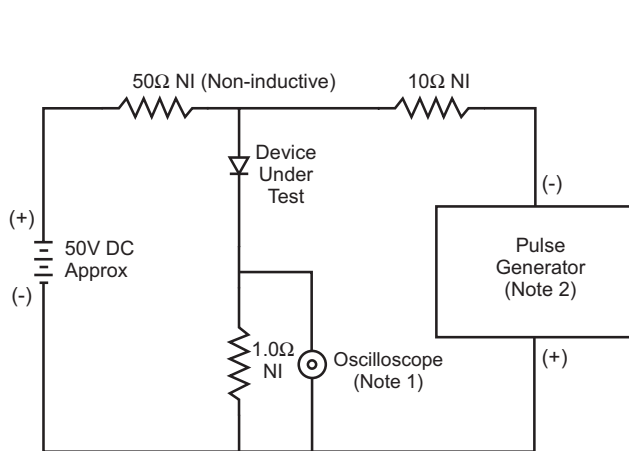 50Ω NI (Non-inductive)
10Ω NI
Device
Under
Test
(+)
50V DC
Approx
(-)
1.0Ω
NI
Oscilloscope
(Note 1)
(-)
Pulse
Generator
(Note 2)
(+)